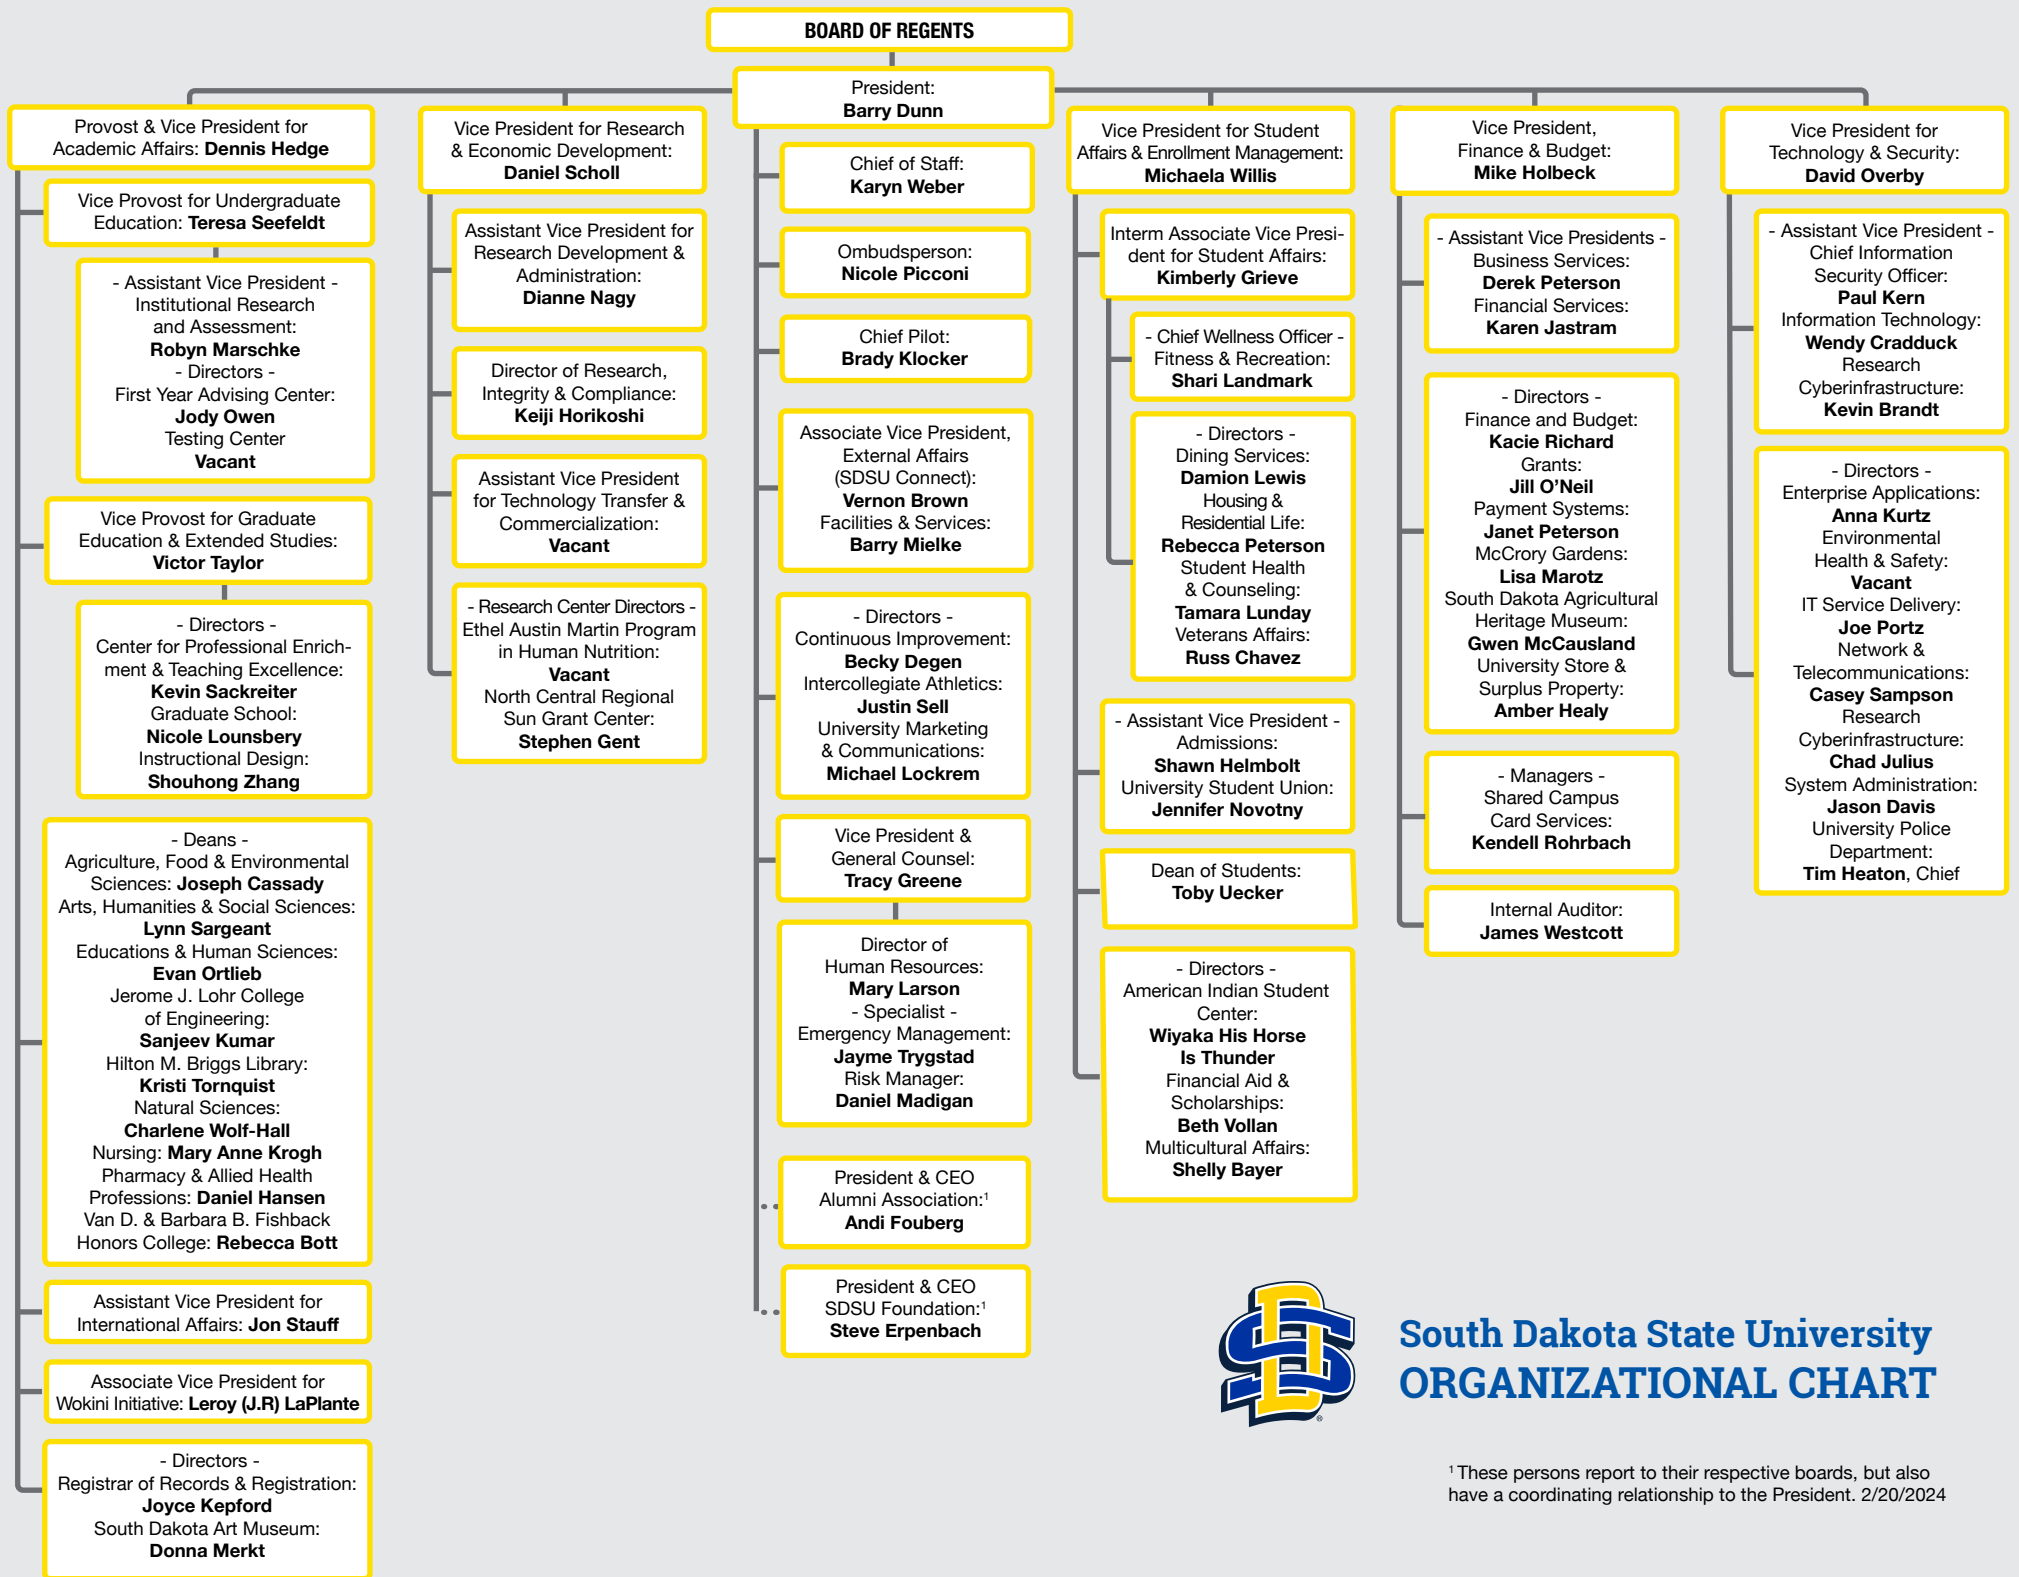 BOARD OF REGENTS
President:
Barry Dunn
Provost & Vice President for
Academic Affairs: Dennis Hedge
Vice Provost for Undergraduate
Education: Teresa Seefeldt
- Assistant Vice President -
Institutional Research
and Assessment:
Robyn Marschke
- Directors -
First Year Advising Center:
Jody Owen
Testing Center
Vacant
Vice Provost for Graduate
Education & Extended Studies:
Victor Taylor
- Directors -
Center for Professional Enrich-
ment & Teaching Excellence:
Kevin Sackreiter
Graduate School:
Nicole Lounsbery
Instructional Design:
Shouhong Zhang
- Deans -
Agriculture, Food & Environmental
Sciences: Joseph Cassady
Arts, Humanities & Social Sciences:
Lynn Sargeant
Educations & Human Sciences:
Evan Ortlieb
Jerome J. Lohr College
of Engineering:
Sanjeev Kumar
Hilton M. Briggs Library:
Kristi Tornquist
Natural Sciences:
Charlene Wolf-Hall
Nursing: Mary Anne Krogh
Pharmacy & Allied Health
Professions: Daniel Hansen
Van D. & Barbara B. Fishback
Honors College: Rebecca Bott
Assistant Vice President for
International Affairs: Jon Stauff
Associate Vice President for
Wokini Initiative: Leroy (J.R) LaPlante
- Directors -
Registrar of Records & Registration:
Joyce Kepford
South Dakota Art Museum:
Donna Merkt
Vice President for Research
& Economic Development:
Daniel Scholl
Assistant Vice President for
Research Development &
Administration:
Dianne Nagy
Director of Research,
Integrity & Compliance:
Keiji Horikoshi
Assistant Vice President
for Technology Transfer &
Commercialization:
Vacant
- Research Center Directors -
Ethel Austin Martin Program
in Human Nutrition:
Vacant
North Central Regional
Sun Grant Center:
Stephen Gent
Chief of Staff:
Karyn Weber
Ombudsperson:
Nicole Picconi
Chief Pilot:
Brady Klocker
Associate Vice President,
External Affairs
(SDSU Connect):
Vernon Brown
Facilities & Services:
Barry Mielke
- Directors -
Continuous Improvement:
Becky Degen
Intercollegiate Athletics:
Justin Sell
University Marketing
& Communications:
Michael Lockrem
Vice President &
General Counsel:
Tracy Greene
Director of
Human Resources:
Mary Larson
- Specialist -
Emergency Management:
Jayme Trygstad
Risk Manager:
Daniel Madigan
President & CEO
Alumni Association:¹
Andi Fouberg
President & CEO
SDSU Foundation:¹
Steve Erpenbach
Vice President for Student
Affairs & Enrollment Management:
Michaela Willis
Interm Associate Vice Presi-
dent for Student Affairs:
Kimberly Grieve
- Chief Wellness Officer -
Fitness & Recreation:
Shari Landmark
- Directors -
Dining Services:
Damion Lewis
Housing &
Residential Life:
Rebecca Peterson
Student Health
& Counseling:
Tamara Lunday
Veterans Affairs:
Russ Chavez
- Assistant Vice President -
Admissions:
Shawn Helmbolt
University Student Union:
Jennifer Novotny
Dean of Students:
Toby Uecker
- Directors -
American Indian Student
Center:
Wiyaka His Horse
Is Thunder
Financial Aid &
Scholarships:
Beth Vollan
Multicultural Affairs:
Shelly Bayer
Vice President,
Finance & Budget:
Mike Holbeck
- Assistant Vice Presidents -
Business Services:
Derek Peterson
Financial Services:
Karen Jastram
- Directors -
Finance and Budget:
Kacie Richard
Grants:
Jill O’Neil
Payment Systems:
Janet Peterson
McCrory Gardens:
Lisa Marotz
South Dakota Agricultural
Heritage Museum:
Gwen McCausland
University Store &
Surplus Property:
Amber Healy
- Managers -
Shared Campus
Card Services:
Kendell Rohrbach
Internal Auditor:
James Westcott
Vice President for
Technology & Security:
David Overby
- Assistant Vice President -
Chief Information
Security Officer:
Paul Kern
Information Technology:
Wendy Cradduck
Research
Cyberinfrastructure:
Kevin Brandt
- Directors -
Enterprise Applications:
Anna Kurtz
Environmental
Health & Safety:
Vacant
IT Service Delivery:
Joe Portz
Network &
Telecommunications:
Casey Sampson
Research
Cyberinfrastructure:
Chad Julius
System Administration:
Jason Davis
University Police
Department:
Tim Heaton, Chief
SD
®
South Dakota State University
ORGANIZATIONAL CHART
¹ These persons report to their respective boards, but also
have a coordinating relationship to the President. 2/20/2024